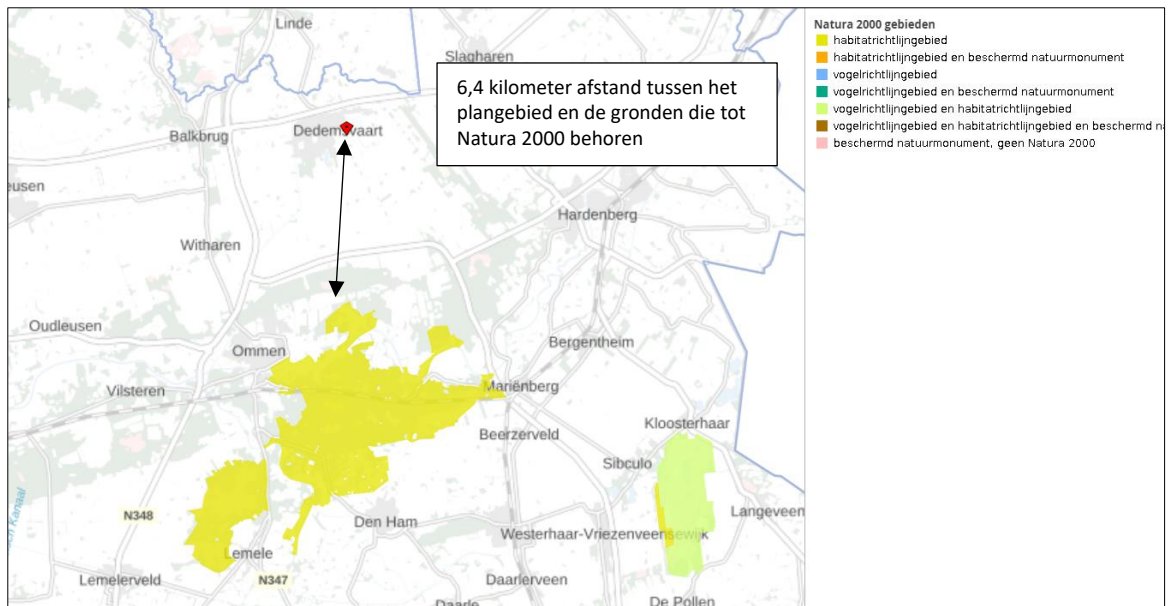 Linde
Slagharen
6,4 kilometer afstand tussen het
plangebied en de gronden die tot
Natura 2000 behoren
Balkbrug
Dedemsvaart
eusen
Hardenberg
Witharen
Oudleusen
Ommen
Bergentheim
Vilsteren
Mariënberg
Beerzerveld
Kloosterhaar
Sibculo
N348
Den Ham
Westerhaar-Vriezenveensewijk
Langeveen
Lemele
Lemelerveld
N347
Daarlerveen
Daarle
De Pollen
Natura 2000 gebieden
habitatrichtlijngebied
habitatrichtlijngebied en beschermd natuurmonument
vogelrichtlijngebied
vogelrichtlijngebied en beschermd natuurmonument
vogelrichtlijngebied en habitatrichtlijngebied
vogelrichtlijngebied en habitatrichtlijngebied en beschermd na
beschermd natuurmonument, geen Natura 2000